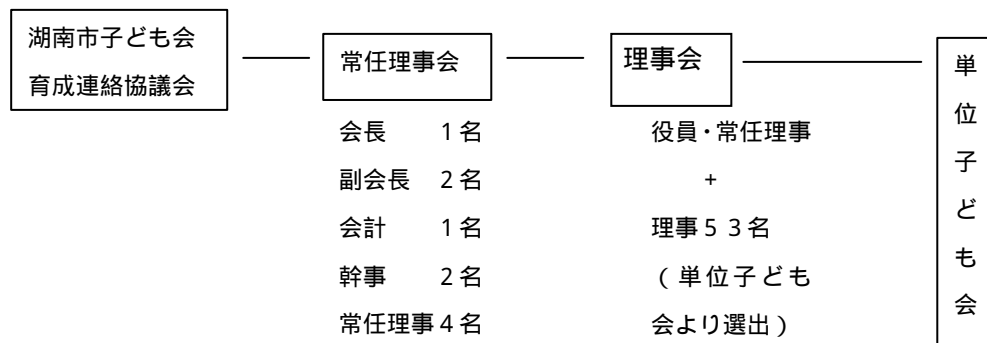 湖南市子ども会
育成連絡協議会
常任理事会
会長 1名
副会長 2名
会計 1名
幹事 2名
常任理事4名
理事会
役員・常任理事
+
理事53名
(単位子ども
会より選出)
単位子ども会